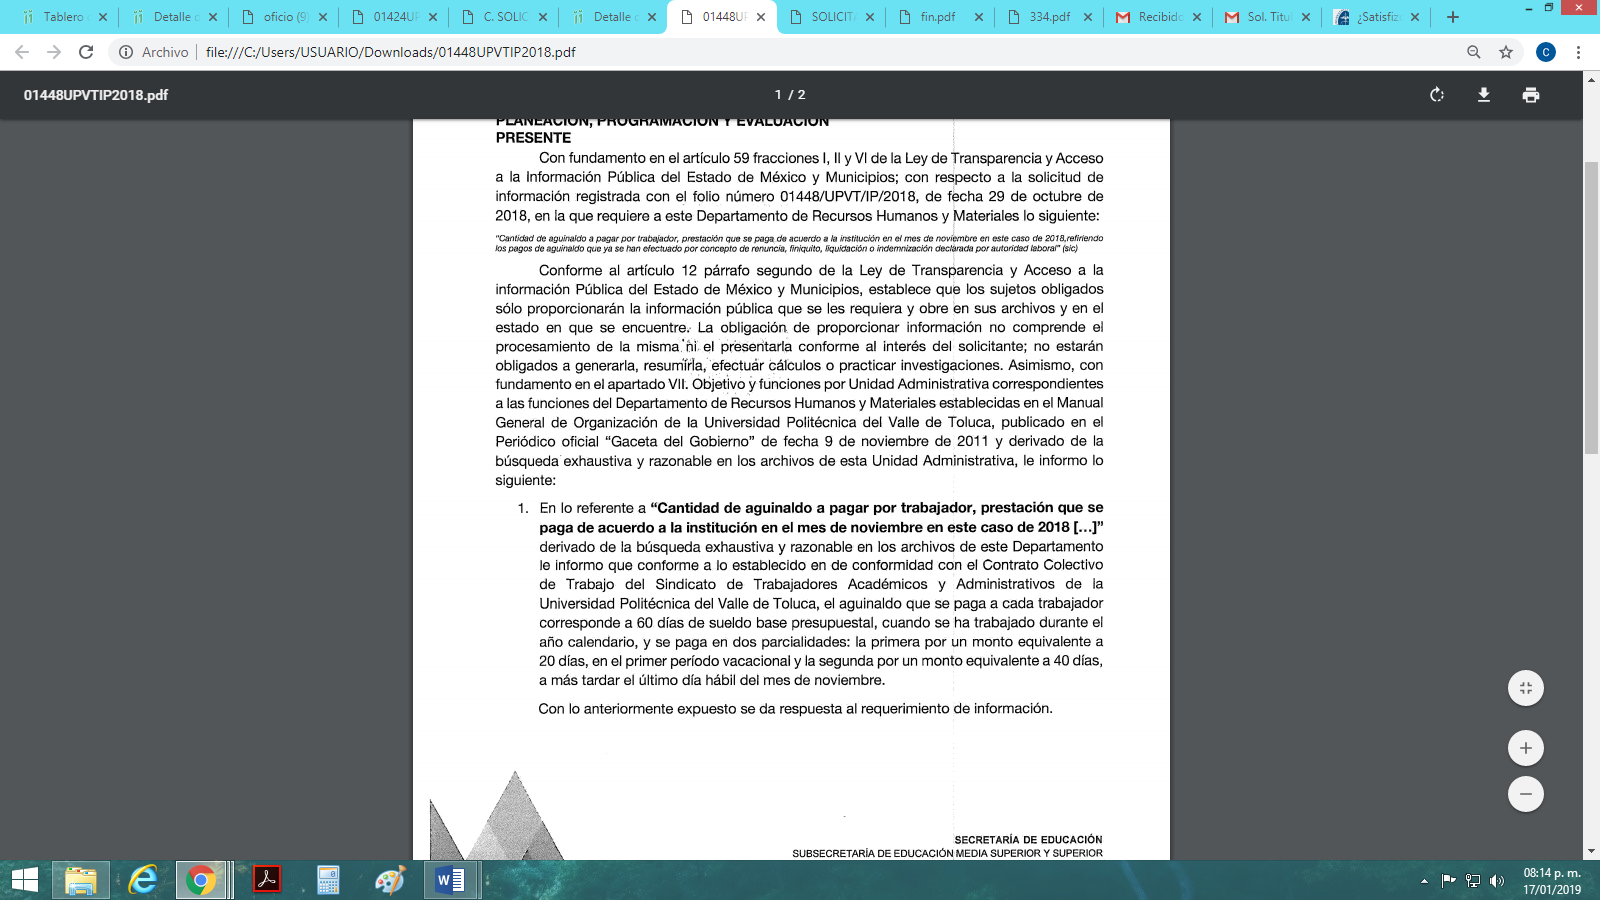 Tablero
Detalle
oficio (9)
01424UP
C. SOLIC
Detalle
01448UP
SOLICITA
fin.pdf
334.pdf
Recibido
Sol. Titul
¿Satisfiz
Archivo
file:///C:/Users/USUARIO/Downloads/01448UPVTIP2018.pdf
C
01448UPVTIP2018.pdf
1 / 2
PLANEACIÓN, PROGRAMACIÓN Y EVALUACIÓN
PRESENTE
Con fundamento en el artículo 59 fracciones I, II y VI de la Ley de Transparencia y Acceso
a la Información Pública del Estado de México y Municipios; con respecto a la solicitud de
información registrada con el folio número 01448/UPVT/IP/2018, de fecha 29 de octubre de
2018, en la que requiere a este Departamento de Recursos Humanos y Materiales lo siguiente:
"Cantidad de aguinaldo a pagar por trabajador, prestación que se paga de acuerdo a la institución en el mes de noviembre en este caso de 2018,refiriendo
los pagos de aguinaldo que ya se han efectuado por concepto de renuncia, finiquito, liquidación o indemnización declarada por autoridad laboral" (sic)
Conforme al artículo 12 párrafo segundo de la Ley de Transparencia y Acceso a la
información Pública del Estado de México y Municipios, establece que los sujetos obligados
sólo proporcionarán la información pública que se les requiera y obre en sus archivos y en el
estado en que se encuentre. La obligación de proporcionar información no comprende el
procesamiento de la misma ni el presentarla conforme al interés del solicitante; no estarán
obligados a generarla, resumirla, efectuar cálculos o practicar investigaciones. Asimismo, con
fundamento en el apartado VII. Objetivo y funciones por Unidad Administrativa correspondientes
a las funciones del Departamento de Recursos Humanos y Materiales establecidas en el Manual
General de Organización de la Universidad Politécnica del Valle de Toluca, publicado en el
Periódico oficial "Gaceta del Gobierno" de fecha 9 de noviembre de 2011 y derivado de la
búsqueda exhaustiva y razonable en los archivos de esta Unidad Administrativa, le informo lo
siguiente:
1. En lo referente a "Cantidad de aguinaldo a pagar por trabajador, prestación que se
paga de acuerdo a la institución en el mes de noviembre en este caso de 2018 [...]"
derivado de la búsqueda exhaustiva y razonable en los archivos de este Departamento
le informo que conforme a lo establecido en de conformidad con el Contrato Colectivo
de Trabajo del Sindicato de Trabajadores Académicos y Administrativos de la
Universidad Politécnica del Valle de Toluca, el aguinaldo que se paga a cada trabajador
corresponde a 60 días de sueldo base presupuestal, cuando se ha trabajado durante el
año calendario, y se paga en dos parcialidades: la primera por un monto equivalente a
20 días, en el primer período vacacional y la segunda por un monto equivalente a 40 días,
a más tardar el último día hábil del mes de noviembre.
Con lo anteriormente expuesto se da respuesta al requerimiento de información.
SECRETARÍA DE EDUCACIÓN
SUBSECRETARÍA DE EDUCACIÓN MEDIA SUPERIOR Y SUPERIOR
08:14 p. m.
17/01/2019